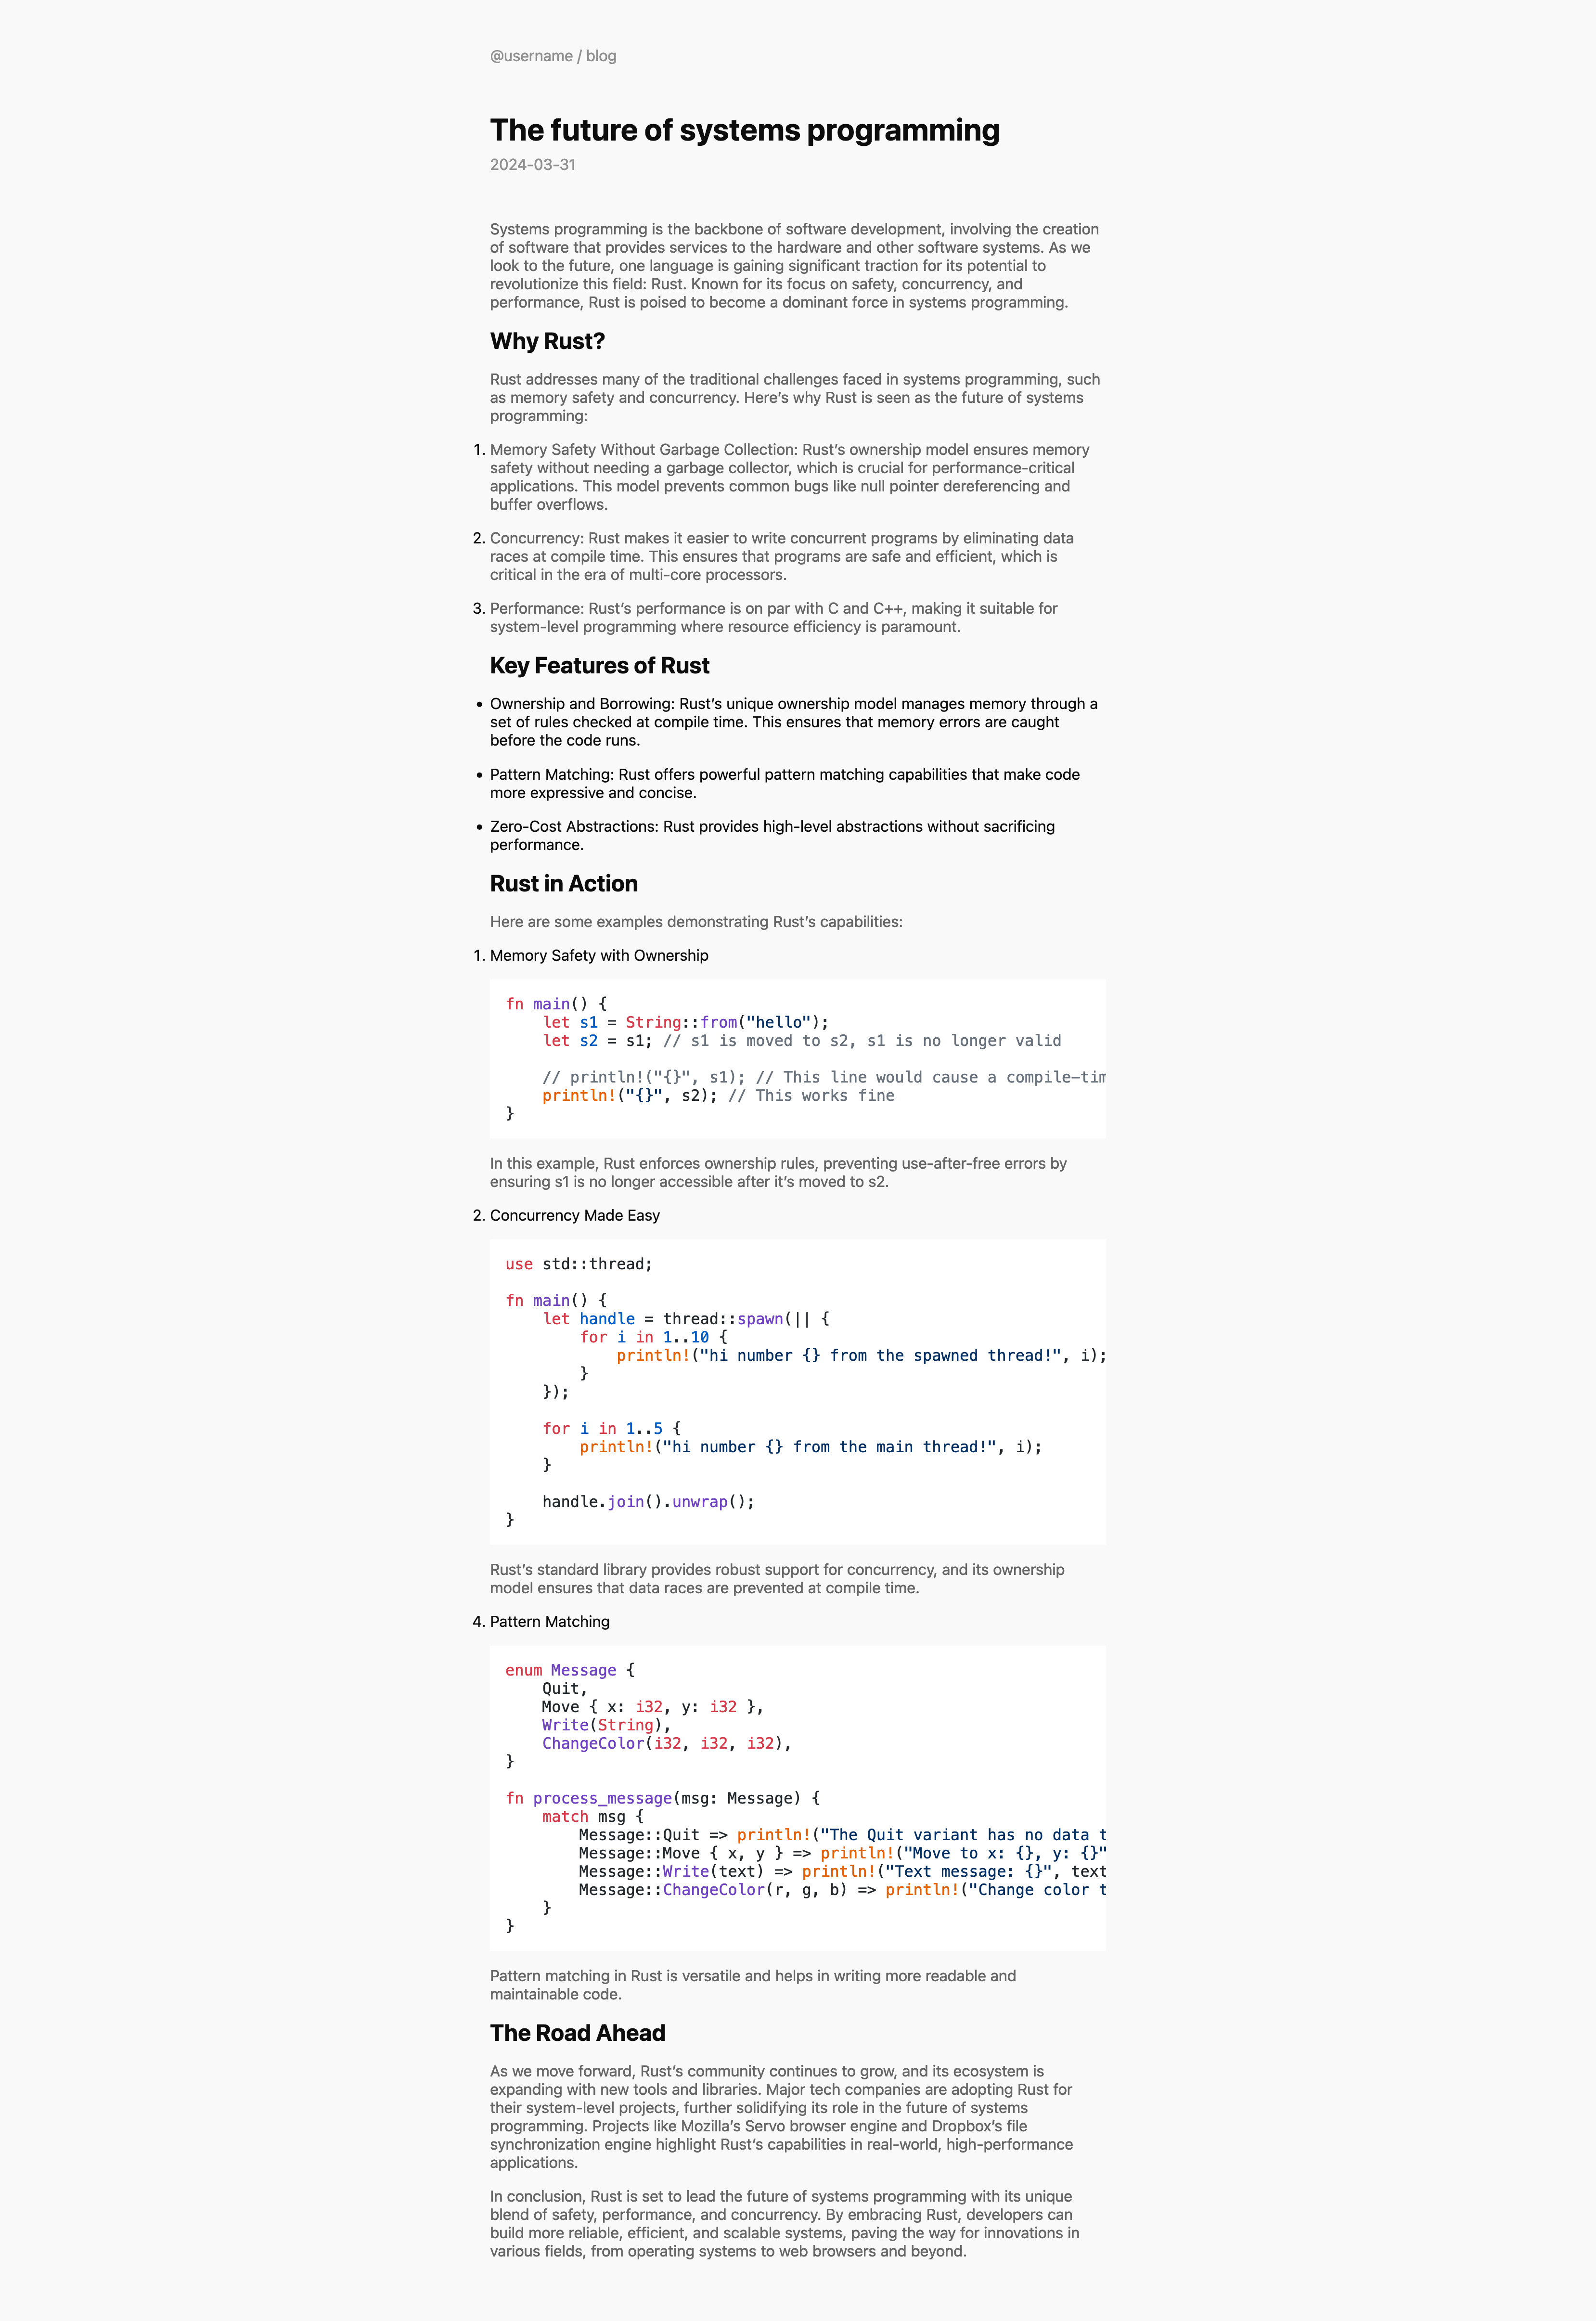 @username / blog
The future of systems programming
2024-03-31
Systems programming is the backbone of software development, involving the creation
of software that provides services to the hardware and other software systems. As we
look to the future, one language is gaining significant traction for its potential to
revolutionize this field: Rust. Known for its focus on safety, concurrency, and
performance, Rust is poised to become a dominant force in systems programming.
Why Rust?
Rust addresses many of the traditional challenges faced in systems programming, such
as memory safety and concurrency. Here’s why Rust is seen as the future of systems
programming:
1. Memory Safety Without Garbage Collection: Rust’s ownership model ensures memory
safety without needing a garbage collector, which is crucial for performance-critical
applications. This model prevents common bugs like null pointer dereferencing and
buffer overflows.
2. Concurrency: Rust makes it easier to write concurrent programs by eliminating data
races at compile time. This ensures that programs are safe and efficient, which is
critical in the era of multi-core processors.
3. Performance: Rust’s performance is on par with C and C++, making it suitable for
system-level programming where resource efficiency is paramount.
Key Features of Rust
• Ownership and Borrowing: Rust’s unique ownership model manages memory through a
set of rules checked at compile time. This ensures that memory errors are caught
before the code runs.
• Pattern Matching: Rust offers powerful pattern matching capabilities that make code
more expressive and concise.
• Zero-Cost Abstractions: Rust provides high-level abstractions without sacrificing
performance.
Rust in Action
Here are some examples demonstrating Rust’s capabilities:
1. Memory Safety with Ownership
fn main() {
    let s1 = String::from("hello");
    let s2 = s1; // s1 is moved to s2, s1 is no longer valid
    // println!("{}", s1); // This line would cause a compile-tim
    println!("{}", s2); // This works fine
}
In this example, Rust enforces ownership rules, preventing use-after-free errors by
ensuring s1 is no longer accessible after it’s moved to s2.
2. Concurrency Made Easy
use std::thread;
fn main() {
    let handle = thread::spawn(|| {
        for i in 1..10 {
            println!("hi number {} from the spawned thread!", i);
        }
    });
    for i in 1..5 {
        println!("hi number {} from the main thread!", i);
    }
    handle.join().unwrap();
}
Rust’s standard library provides robust support for concurrency, and its ownership
model ensures that data races are prevented at compile time.
4. Pattern Matching
enum Message {
    Quit,
    Move { x: i32, y: i32 },
    Write(String),
    ChangeColor(i32, i32, i32),
}
fn process_message(msg: Message) {
    match msg {
        Message::Quit => println!("The Quit variant has no data t
        Message::Move { x, y } => println!("Move to x: {}, y: {}"
        Message::Write(text) => println!("Text message: {}", text
        Message::ChangeColor(r, g, b) => println!("Change color t
    }
}
Pattern matching in Rust is versatile and helps in writing more readable and
maintainable code.
The Road Ahead
As we move forward, Rust’s community continues to grow, and its ecosystem is
expanding with new tools and libraries. Major tech companies are adopting Rust for
their system-level projects, further solidifying its role in the future of systems
programming. Projects like Mozilla’s Servo browser engine and Dropbox’s file
synchronization engine highlight Rust’s capabilities in real-world, high-performance
applications.
In conclusion, Rust is set to lead the future of systems programming with its unique
blend of safety, performance, and concurrency. By embracing Rust, developers can
build more reliable, efficient, and scalable systems, paving the way for innovations in
various fields, from operating systems to web browsers and beyond.